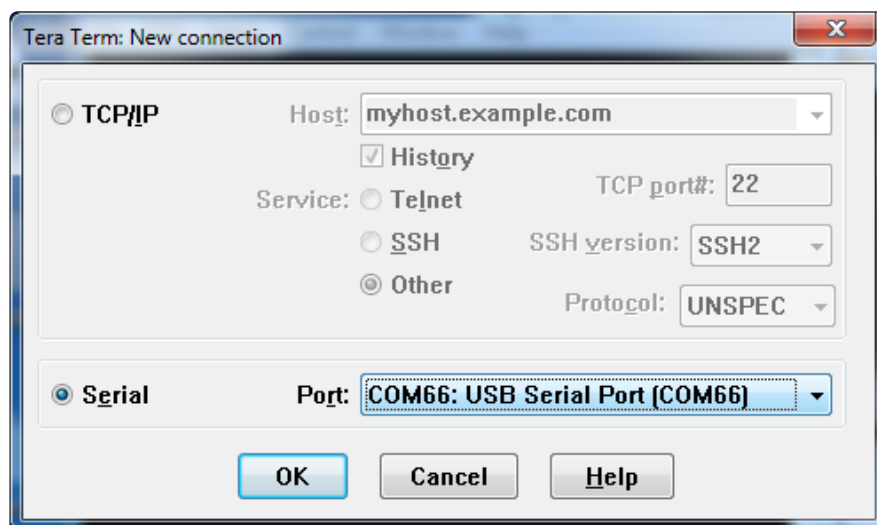 Tera Term: New connection
TCP/IP Host: myhost.example.com
History
Service: Telnet TCP port#: 22
SSH SSH version: SSH2
Other Protocol: UNSPEC
Serial Port: COM66: USB Serial Port (COM66)
OK Cancel Help